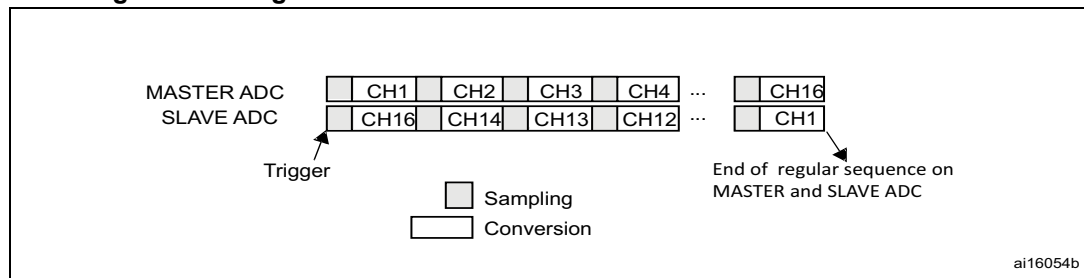 MASTER ADC CH1 CH2 CH3 CH4 ... CH16
SLAVE ADC CH16 CH14 CH13 CH12 ... CH1
Trigger
End of regular sequence on
MASTER and SLAVE ADC
Sampling
Conversion
ai16054b